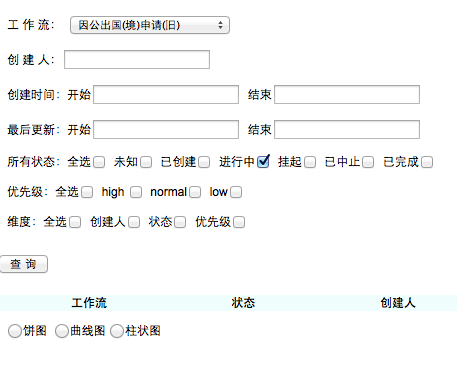 工 作 流： 因公出国(境)申请(旧)
创 建 人：
创建时间：开始 结束
最后更新：开始 结束
所有状态：全选 未知 已创建 进行中 挂起 已中止 已完成
优先级：全选 high normal low
维度：全选 创建人 状态 优先级
查 询
工作流 状态 创建人
饼图 曲线图 柱状图